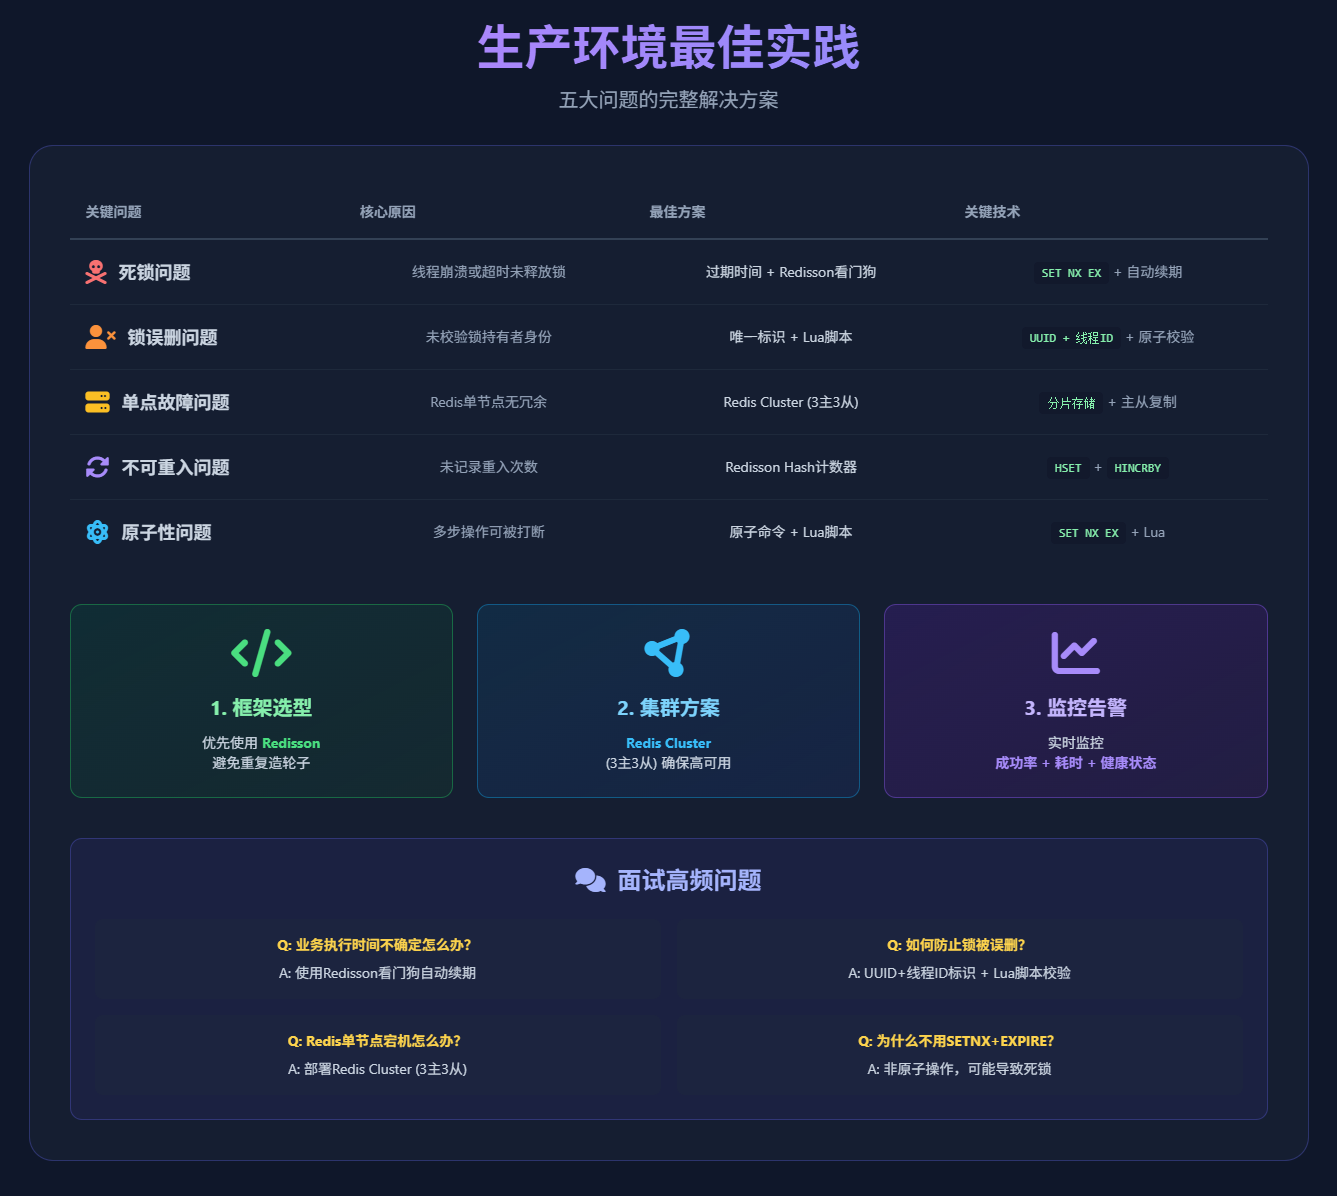 生产环境最佳实践
五大问题的完整解决方案
关键问题 核心原因 最佳方案 关键技术
死锁问题 线程崩溃或超时未释放锁 过期时间 + Redisson看门狗 SET NX EX + 自动续期
锁误删问题 未校验锁持有者身份 唯一标识 + Lua脚本 UUID + 线程ID + 原子校验
单点故障问题 Redis单节点无冗余 Redis Cluster (3主3从) 分片存储 + 主从复制
不可重入问题 未记录重入次数 Redisson Hash计数器 HSET + HINCRBY
原子性问题 多步操作可被打断 原子命令 + Lua脚本 SET NX EX + Lua
1. 框架选型
优先使用 Redisson
避免重复造轮子
2. 集群方案
Redis Cluster
(3主3从) 确保高可用
3. 监控告警
实时监控
成功率 + 耗时 + 健康状态
面试高频问题
Q: 业务执行时间不确定怎么办？
A: 使用Redisson看门狗自动续期
Q: 如何防止锁被误删？
A: UUID+线程ID标识 + Lua脚本校验
Q: Redis单节点宕机怎么办？
A: 部署Redis Cluster (3主3从)
Q: 为什么不用SETNX+EXPIRE？
A: 非原子操作，可能导致死锁